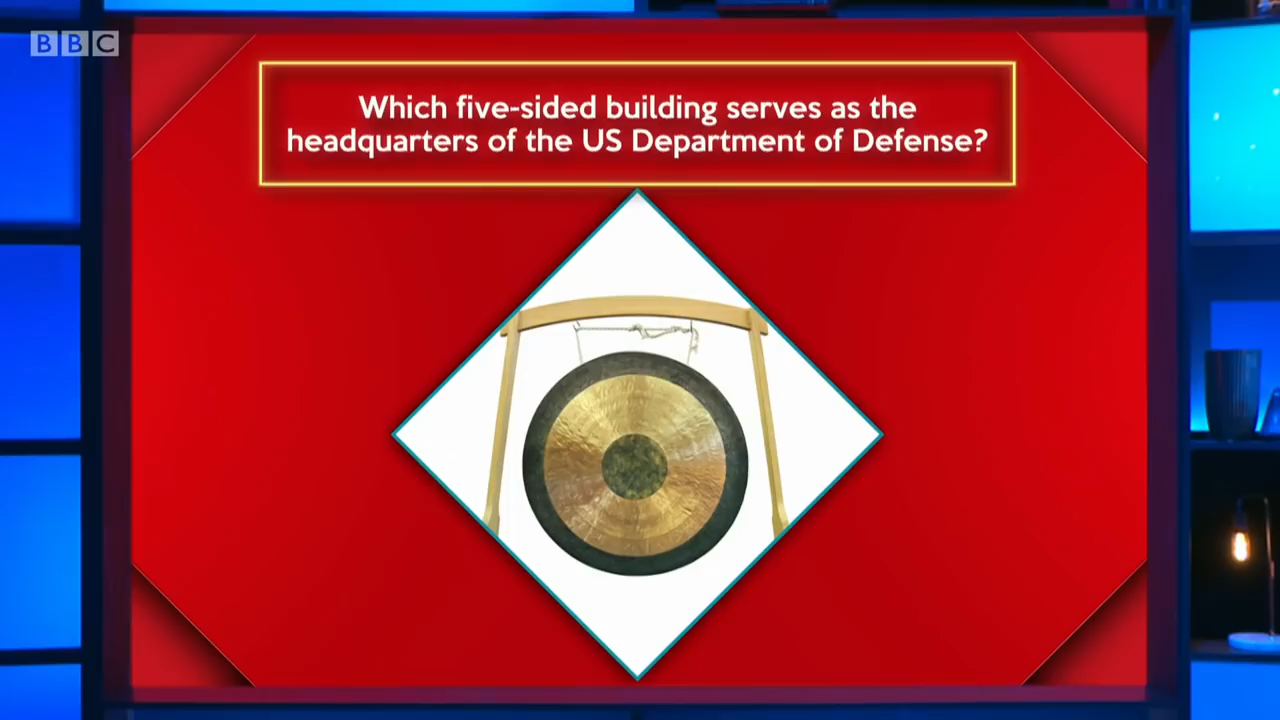 BBC
Which five-sided building serves as the
headquarters of the US Department of Defense?